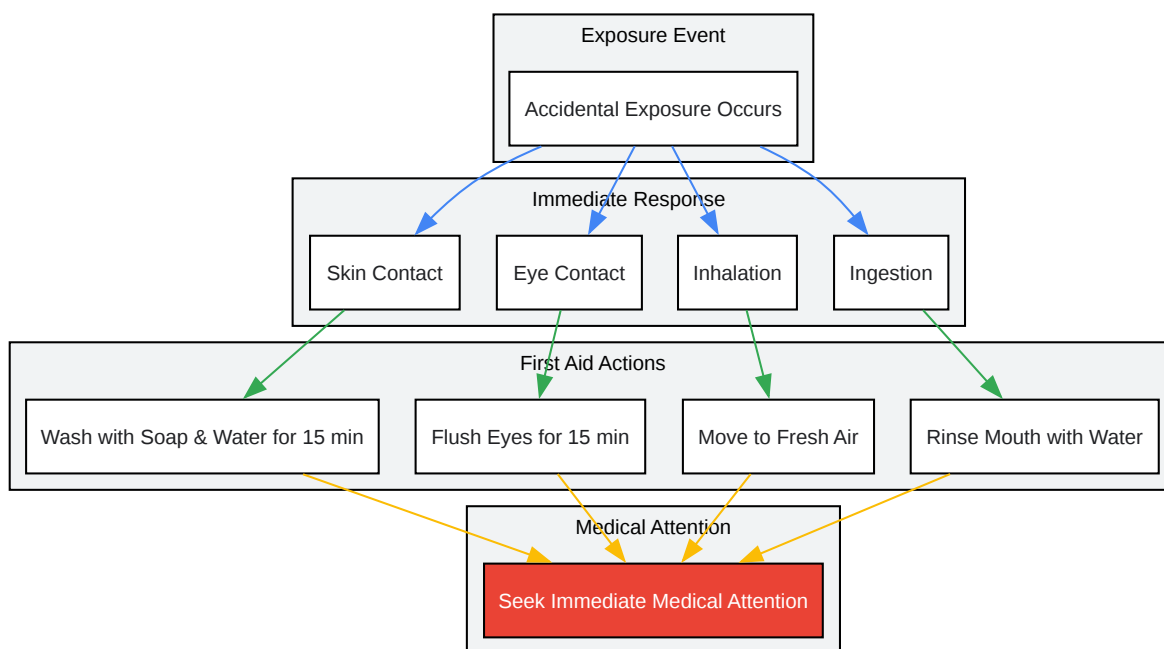 Exposure Event
Accidental Exposure Occurs
Immediate Response
Skin Contact
Eye Contact
Inhalation
Ingestion
First Aid Actions
Wash with Soap & Water for 15 min
Flush Eyes for 15 min
Move to Fresh Air
Rinse Mouth with Water
Medical Attention
Seek Immediate Medical Attention